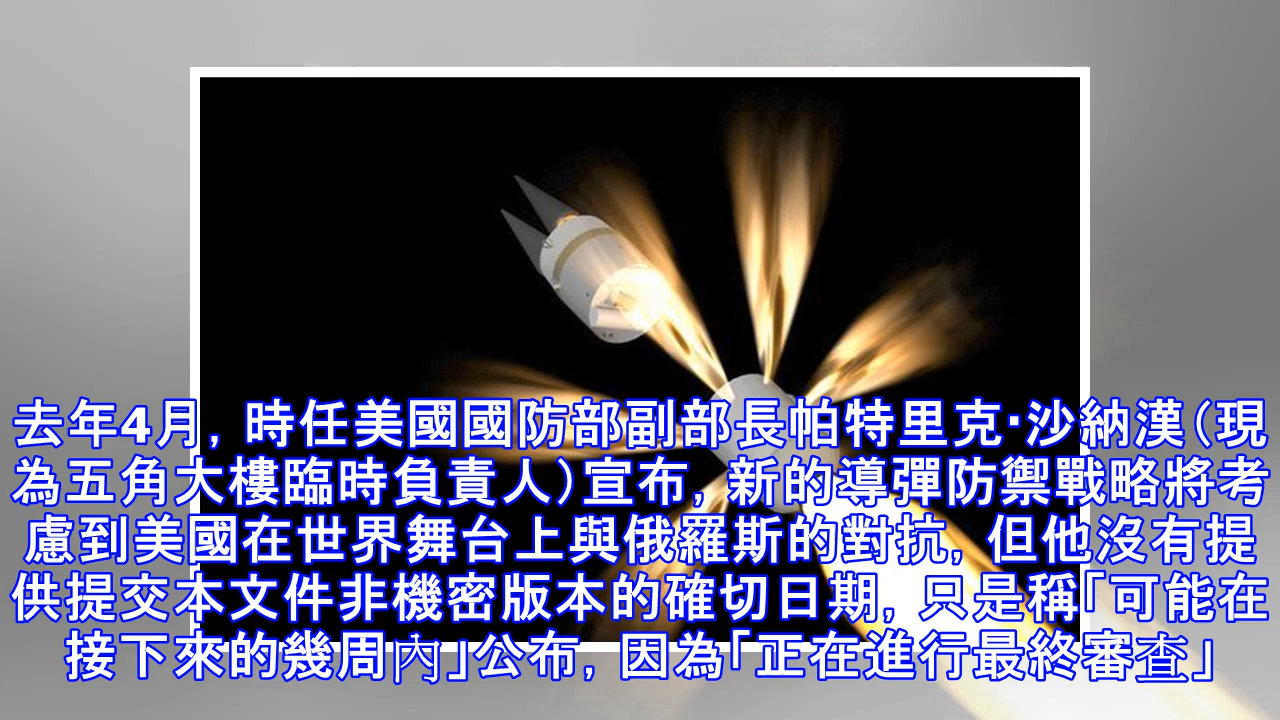 去年4月,時任美國國防部副部長帕特里克·沙納漢(現
為五角大樓臨時負責人)宣布,新的導彈防禦戰略將考
慮到美國在世界舞台上與俄羅斯的對抗,但他沒有提
供提交本文件非機密版本的確切日期,只是稱「可能在
接下來的幾周內」公布,因為「正在進行最終審查」